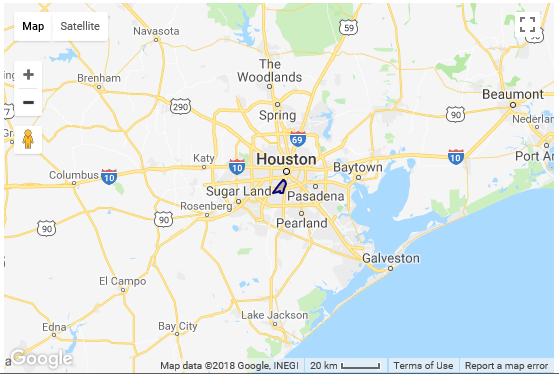 Map
Satellite
Navasota
59
The
Woodlands
Brenham
290
Spring
Beaumont
90
Nederlan
69
Port Ar
Houston
Katy
10
10
10
Baytown
Columbus
Sugar Land
Pasadena
Rosenberg
90
90
Pearland
Galveston
El Campo
Lake Jackson
Edna
Bay City
Google
Map data ©2018 Google, INEGI
20 km
Terms of Use
Report a map error